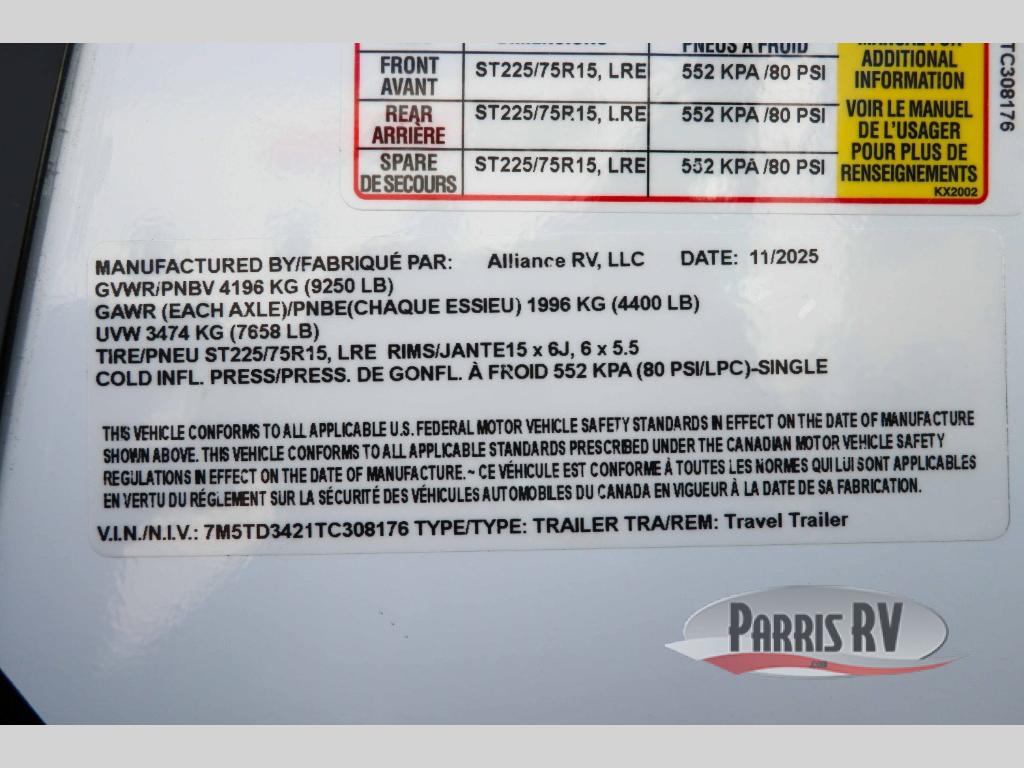 PNEUS À FROID
MANUAL FOR
FRONT ST225/75R15, LRE 552 KPA /80 PSI ADDITIONAL
AVANT INFORMATION
REAR ST225/75R15, LRE 552 KPA /80 PSI VOIR LE MANUEL
ARRIÈRE DE L'USAGER
SPARE ST225/75R15, LRE 552 KPA /80 PSI POUR PLUS DE
DE SECOURS RENSEIGNEMENTS
KX2002
TC308176
MANUFACTURED BY/FABRIQUÉ PAR: Alliance RV, LLC DATE: 11/2025
GVWR/PNBV 4196 KG (9250 LB)
GAWR (EACH AXLE)/PNBE(CHAQUE ESSIEU) 1996 KG (4400 LB)
UVW 3474 KG (7658 LB)
TIRE/PNEU ST225/75R15, LRE RIMS/JANTE15 x 6J, 6 x 5.5
COLD INFL. PRESS/PRESS. DE GONFL. À FROID 552 KPA (80 PSI/LPC)-SINGLE
THIS VEHICLE CONFORMS TO ALL APPLICABLE U.S. FEDERAL MOTOR VEHICLE SAFETY STANDARDS IN EFFECT ON THE DATE OF MANUFACTURE
SHOWN ABOVE. THIS VEHICLE CONFORMS TO ALL APPLICABLE STANDARDS PRESCRIBED UNDER THE CANADIAN MOTOR VEHICLE SAFETY
REGULATIONS IN EFFECT ON THE DATE OF MANUFACTURE. ~ CE VÉHICULE EST CONFORME À TOUTES LES NORMES QUI LUI SONT APPLICABLES
EN VERTU DU RÉGLEMENT SUR LA SÉCURITÉ DES VÉHICULES AUTOMOBILES DU CANADA EN VIGUEUR À LA DATE DE SA FABRICATION.
V.I.N./N.I.V.: 7M5TD3421TC308176 TYPE/TYPE: TRAILER TRA/REM: Travel Trailer
PARRIS RV
.com